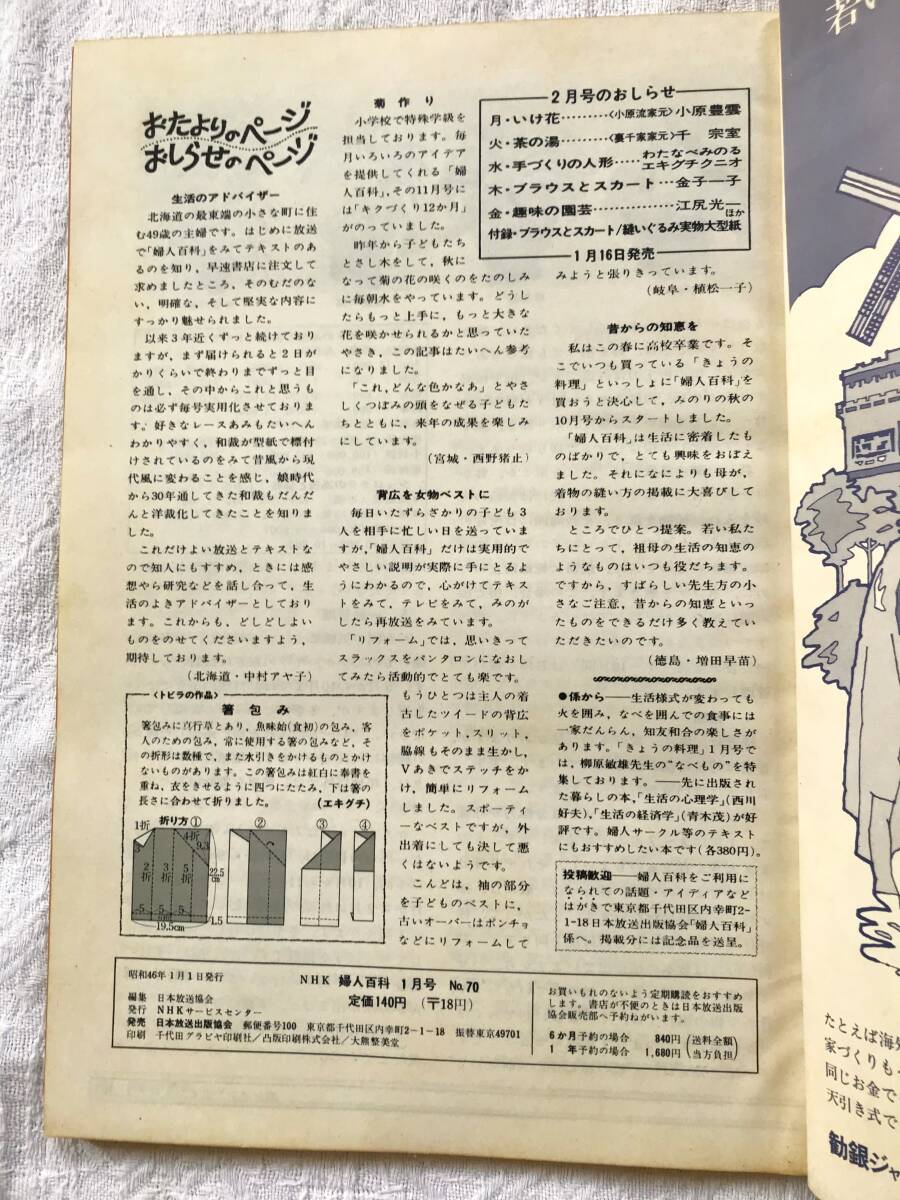 おたよりのページ
おしらせのページ
生活のアドバイザー
北海道の最東端の小さな町に住
む49歳の主婦です。はじめに放送
で「婦人百科」をみてテキストのあ
るのを知り，早速書店に注文して
求めましたところ，そのむだのな
い，明確な，そして堅実な内容に
すっかり魅せられました。
以来3年近くずっと続けており
ますが，まず届けられると2日が
かりくらいで終わりまでずっと目
を通し，その中からこれと思うも
のは必ず毎号実用化させておりま
す。好きなレースあみもたいへん
わかりやすく，和裁が型紙で標付
けされているのをみて昔風から現
代風に変わることを感じ，娘時代
から30年通してきた和裁もだんだ
んと洋裁化してきたことを知りま
した。
これだけよい放送とテキストな
ので知人にもすすめ，ときには感
想やら研究などを話し合って，生
活のよきアドバイザーとしており
ます。これからも，どしどしよい
ものをのせてくださいますよう，
期待しております。
（北海道・中村アヤ子）
〈トビラの作品〉
箸包み
箸包みに真行草とあり，魚味始(食初)の包み，客
人のための包み，常に使用する箸の包みなど，そ
の折形は数種で，また水引きをかけるものとかけ
ないものがあります。この箸包みは紅白に奉書を
重ね，衣をきせるように四つにたたみ，下は箸の
長さに合わせて折りました。 （エキグチ）
折り方① ② ③ ④
1折 4折
9.3
5
2折 3折 5折
22.5cm
5 5 5
1.5
19.5cm
菊作り
小学校で特殊学級を
担当しております。毎
月いろいろのアイデア
を提供してくれる「婦
人百科」，その11月号に
は「キクづくり12か月」
がのっていました。
昨年から子どもたち
とさし木をして，秋に
なって菊の花の咲くのをたのしみ
に毎朝水をやっています。どうし
たらもっと上手に，もっと大きな
花を咲かせられるかと思っていた
やさき，この記事はたいへん参考
になりました。
「これ，どんな色かなあ」とやさ
しくつぼみの頭をなぜる子どもた
ちとともに，来年の成果を楽しみ
にしています。
（宮城・西野猪止）
背広を女物ベストに
毎日いたずらざかりの子ども3
人を相手に忙しい日を送っていま
すが，「婦人百科」だけは実用的で
やさしい説明が実際に手にとるよ
うにわかるので，心がけてテキス
トをみて，テレビをみて，みのが
したら再放送をみています。
「リフォーム」では，思いきって
スラックスをパンタロンになおし
てみたら活動的でとても楽です。
もうひとつは主人の着
古したツイードの背広
をポケット，スリット，
脇線もそのまま生かし，
Vあきでステッチをか
け，簡単にリフォーム
しました。スポーティ
ーなベストですが，外
出着にしても決して悪
くはないようです。
こんどは，袖の部分
を子どものベストに，
古いオーバーはポンチョ
などにリフォームして
2月号のおしらせ
月・いけ花………〈小原流家元〉小原豊雲
火・茶の湯………〈裏千家家元〉千 宗室
水・手づくりの人形……わたなべみのる
エキグチクニオ
木・ブラウスとスカート…金子一子
金・趣味の園芸……………江尻光一
ほか
付録・ブラウスとスカート/縫いぐるみ実物大型紙
1月16日発売
みようと張りきっています。
（岐阜・植松一子）
昔からの知恵を
私はこの春に高校卒業です。そ
こでいつも買っている「きょうの
料理」といっしょに「婦人百科」を
買おうと決心して，みのりの秋の
10月号からスタートしました。
「婦人百科」は生活に密着したも
のばかりで，とても興味をおぼえ
ました。それになによりも母が，
着物の縫い方の掲載に大喜びして
おります。
ところでひとつ提案。若い私た
ちにとって，祖母の生活の知恵の
ようなものはいつも役だちます。
ですから，すばらしい先生方の小
さなご注意，昔からの知恵といっ
たものをできるだけ多く教えてい
ただきたいのです。
（徳島・増田早苗）
●係から——生活様式が変わっても
火を囲み，なべを囲んでの食事には
一家だんらん，知友和合の楽しさが
あります。「きょうの料理」1月号で
は，柳原敏雄先生の“なべもの”を特
集しております。——先に出版され
た暮らしの本，「生活の心理学」(西川
好夫)，「生活の経済学」(青木茂)が好
評です。婦人サークル等のテキスト
にもおすすめしたい本です(各380円)。
投稿歓迎——婦人百科をご利用に
なられての話題・アイディアなど
はがきで東京都千代田区内幸町2-
1-18日本放送出版協会「婦人百科」
係へ。掲載分には記念品を送呈。
昭和46年1月1日発行
NHK 婦人百科 1月号 No.70
定価140円 （〒18円）
編集 日本放送協会
発行 NHKサービスセンター
発売 日本放送出版協会 郵便番号100 東京都千代田区内幸町2-1-18 振替東京49701
印刷 千代田グラビヤ印刷社／凸版印刷株式会社／大熊整美堂
お買いもれのないよう定期購読をおすすめ
します。書店が不便のときは日本放送出版
協会販売部へ予約ねがいます。
6か月予約の場合 840円 （送料全額
1 年予約の場合 1,680円 当方負担）
たとえば海外
家づくりも
同じお金で
天引き式で
勧銀ジャ